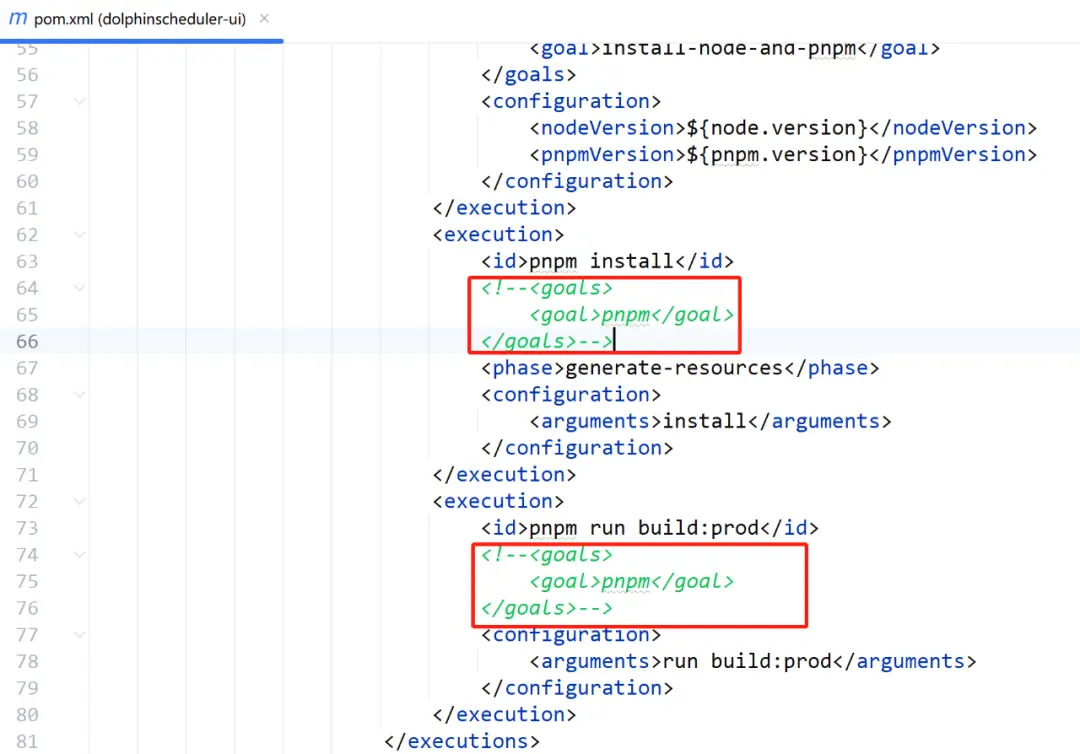 m pom.xml (dolphinscheduler-ui) ×
55 <goal>install-node-and-pnpm</goal>
56 </goals>
57 <configuration>
58 <nodeVersion>${node.version}</nodeVersion>
59 <pnpmVersion>${pnpm.version}</pnpmVersion>
60 </configuration>
61 </execution>
62 <execution>
63 <id>pnpm install</id>
64 <!--<goals>
65 <goal>pnpm</goal>
66 </goals>-->
67 <phase>generate-resources</phase>
68 <configuration>
69 <arguments>install</arguments>
70 </configuration>
71 </execution>
72 <execution>
73 <id>pnpm run build:prod</id>
74 <!--<goals>
75 <goal>pnpm</goal>
76 </goals>-->
77 <configuration>
78 <arguments>run build:prod</arguments>
79 </configuration>
80 </execution>
81 </executions>